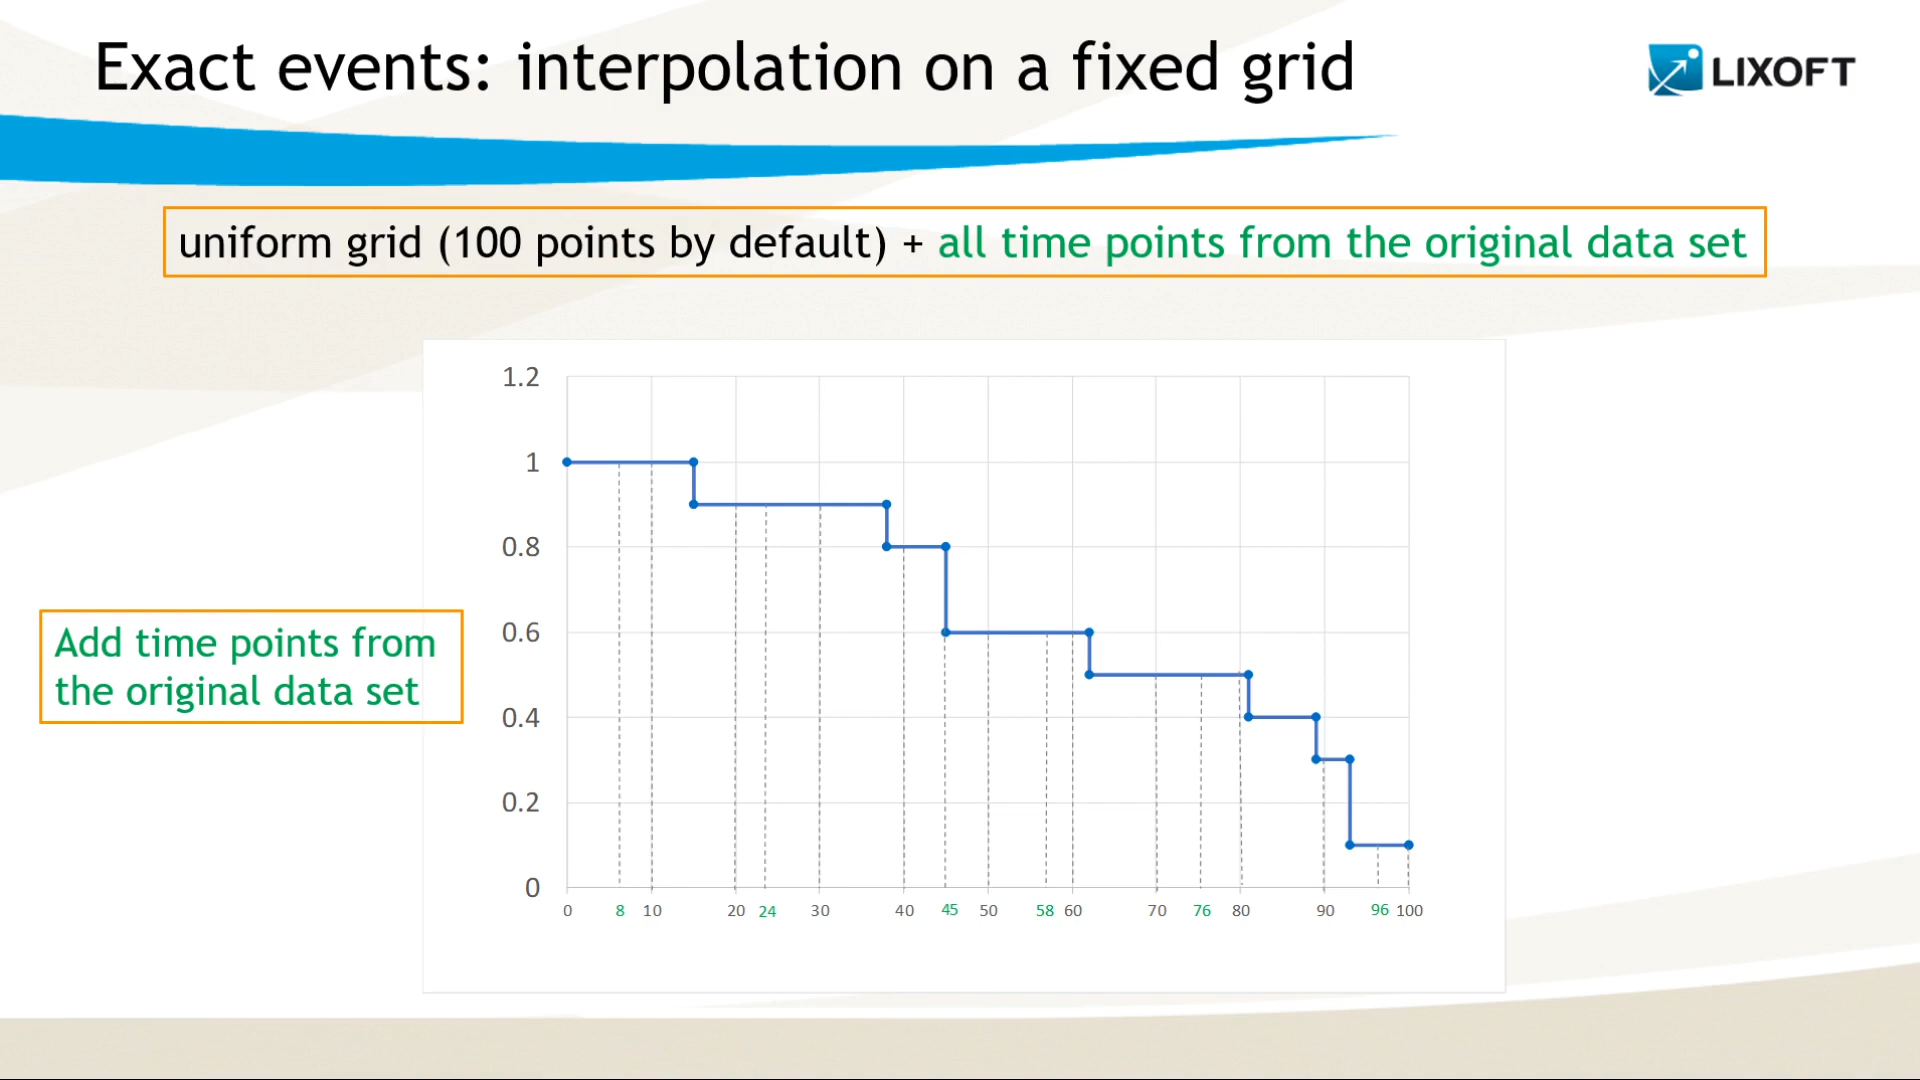 Exact events: interpolation on a fixed grid
LIXOFT
uniform grid (100 points by default) + all time points from the original data set
Add time points from
the original data set
1.2
1
0.8
0.6
0.4
0.2
0
0 8 10 20 24 30 40 45 50 58 60 70 76 80 90 96 100